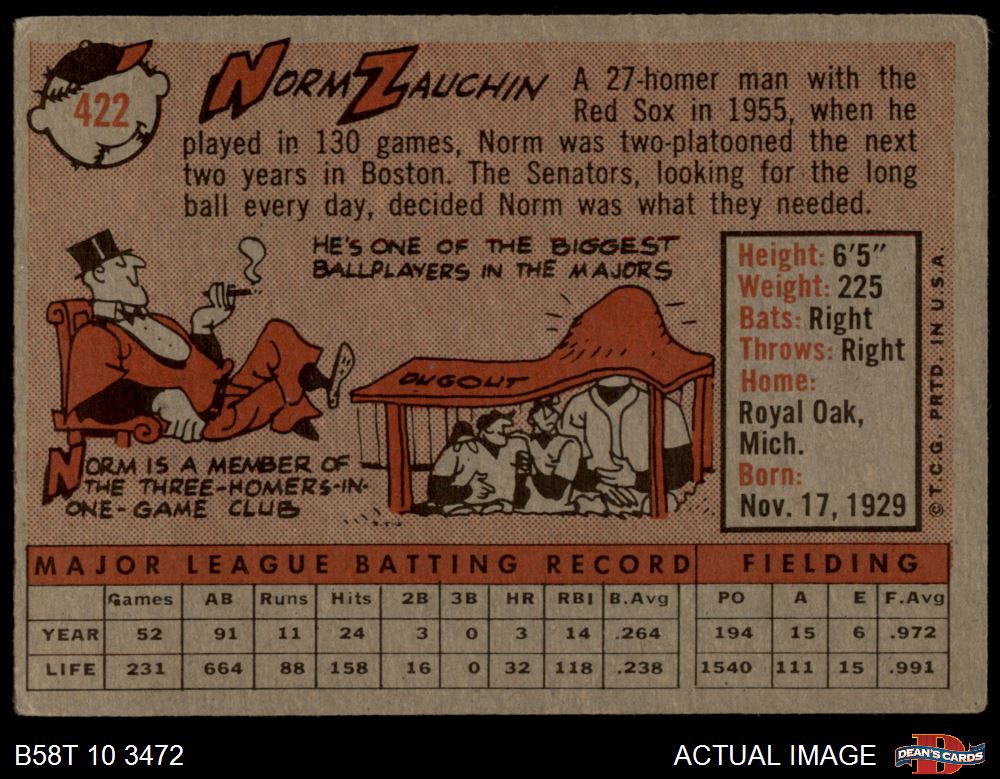 422
NORM ZAUCHIN
A 27-homer man with the
Red Sox in 1955, when he
played in 130 games, Norm was two-platooned the next
two years in Boston. The Senators, looking for the long
ball every day, decided Norm was what they needed.
HE'S ONE OF THE BIGGEST
BALLPLAYERS IN THE MAJORS
DUGOUT
NORM IS A MEMBER OF
THE THREE-HOMERS-IN-
ONE-GAME CLUB
Height: 6'5"
Weight: 225
Bats: Right
Throws: Right
Home:
Royal Oak,
Mich.
Born:
Nov. 17, 1929
© T.C.G. PRTD. IN U.S.A.
MAJOR LEAGUE BATTING RECORD FIELDING
Games AB Runs Hits 2B 3B HR RBI B.Avg PO A E F.Avg
YEAR 52 91 11 24 3 0 3 14 .264 194 15 6 .972
LIFE 231 664 88 158 16 0 32 118 .238 1540 111 15 .991
B58T 10 3472
ACTUAL IMAGE
D
DEAN'S CARDS